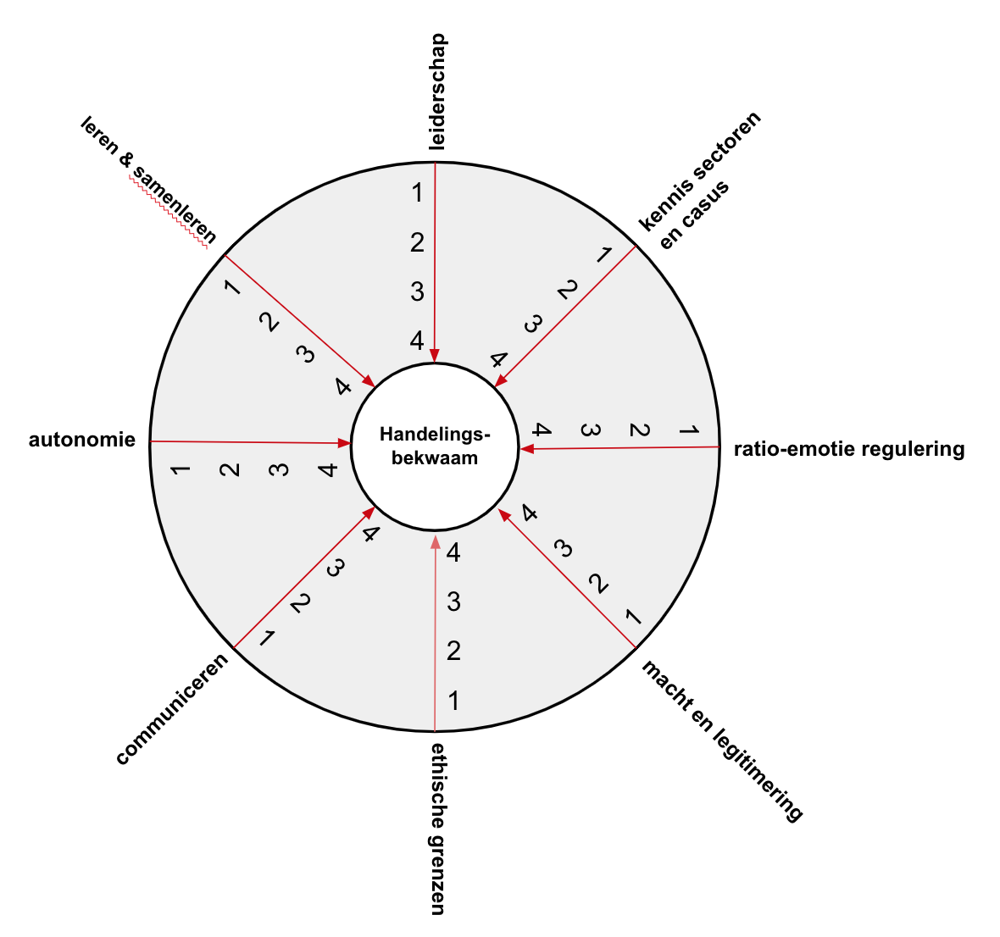 leiderschap
1
2
3
4
kennis sectoren
en casus
1
2
3
4
ratio-emotie regulering
1
2
3
4
macht en legitimering
1
2
3
4
ethische grenzen
1
2
3
4
communiceren
1
2
3
4
autonomie
1
2
3
4
leren & samenleren
1
2
3
4
Handelings-
bekwaam